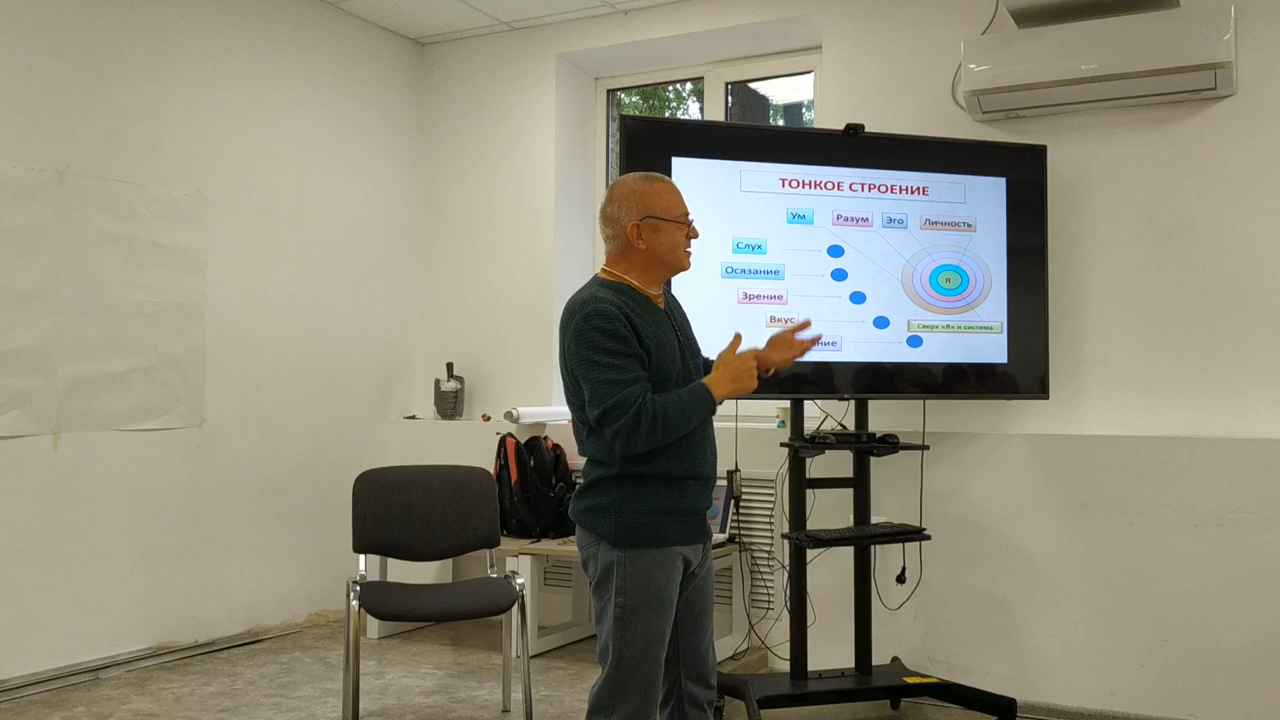 ТОНКОЕ СТРОЕНИЕ
Ум
Разум
Эго
Личность
Слух
Осязание
Зрение
Вкус
Я
Сверх «Я» и система